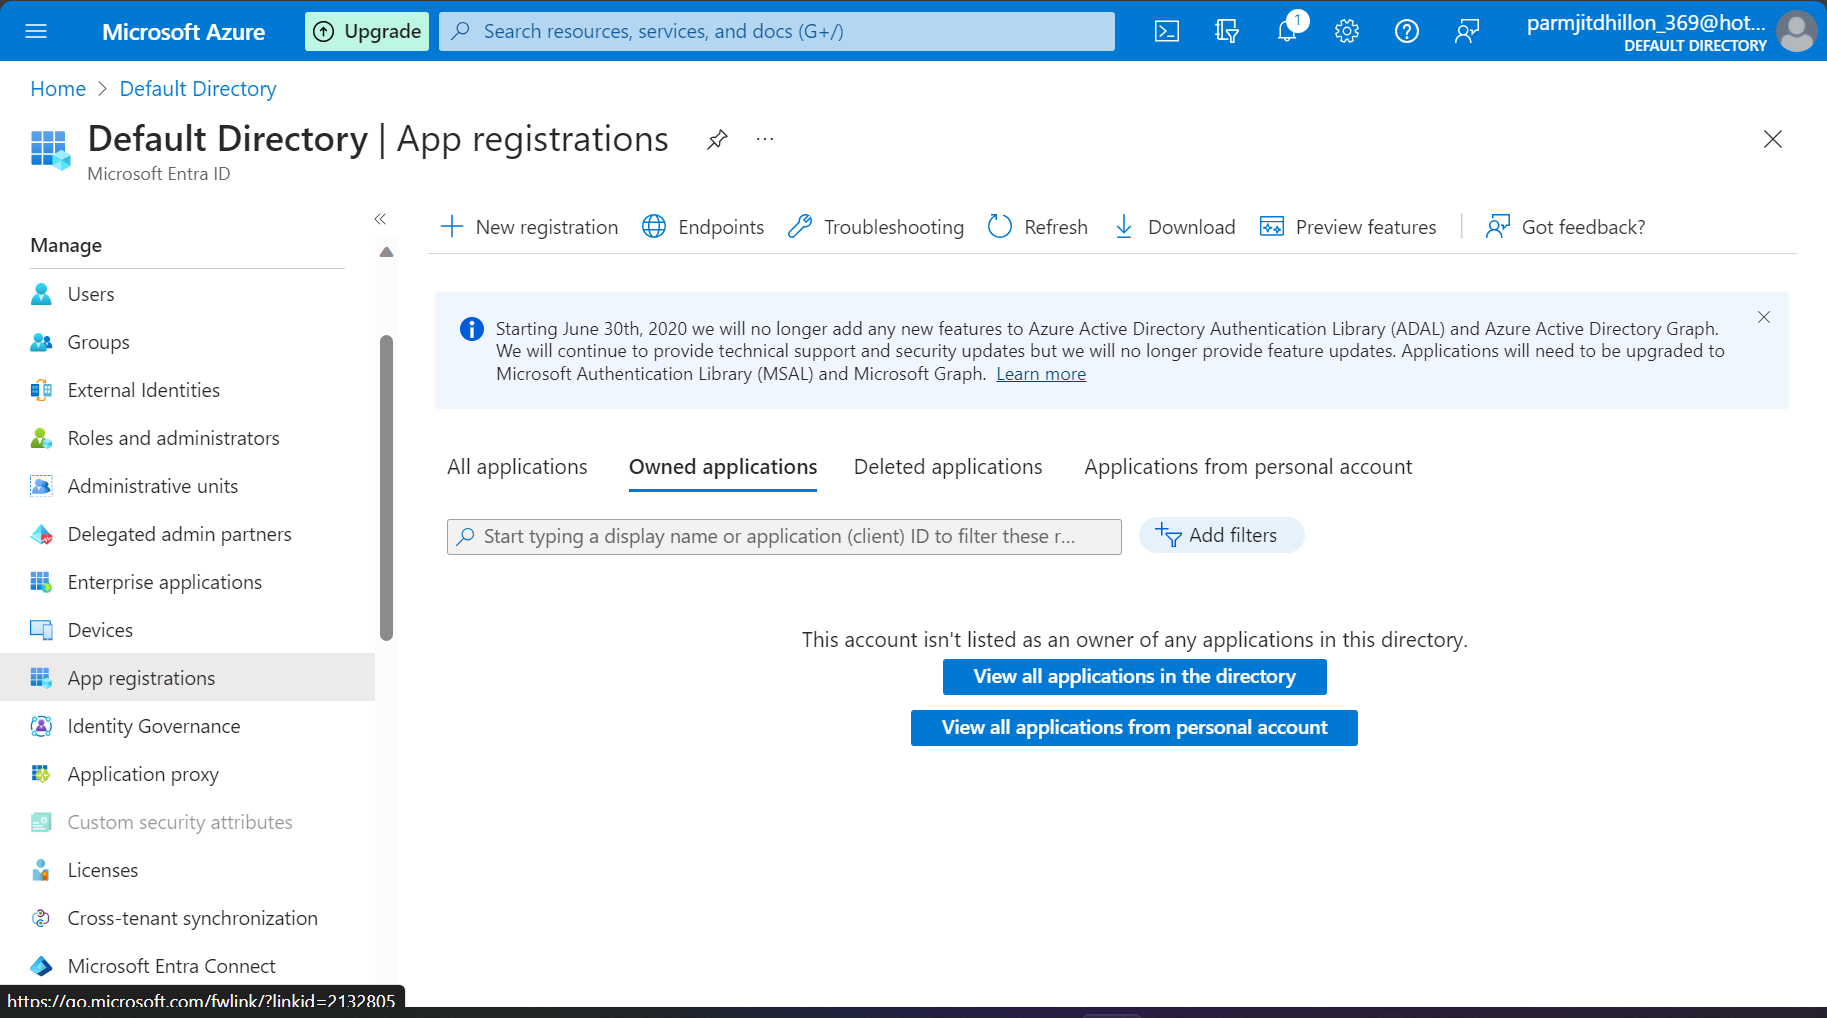 Microsoft Azure
Upgrade
Search resources, services, and docs (G+/)
1
parmjitdhillon_369@hot...
DEFAULT DIRECTORY
Home > Default Directory
Default Directory | App registrations
...
Microsoft Entra ID
Manage
Users
Groups
External Identities
Roles and administrators
Administrative units
Delegated admin partners
Enterprise applications
Devices
App registrations
Identity Governance
Application proxy
Custom security attributes
Licenses
Cross-tenant synchronization
Microsoft Entra Connect
https://go.microsoft.com/fwlink/?linkid=2132805
New registration
Endpoints
Troubleshooting
Refresh
Download
Preview features
Got feedback?
Starting June 30th, 2020 we will no longer add any new features to Azure Active Directory Authentication Library (ADAL) and Azure Active Directory Graph.
We will continue to provide technical support and security updates but we will no longer provide feature updates. Applications will need to be upgraded to
Microsoft Authentication Library (MSAL) and Microsoft Graph. Learn more
All applications
Owned applications
Deleted applications
Applications from personal account
Start typing a display name or application (client) ID to filter these r...
Add filters
This account isn't listed as an owner of any applications in this directory.
View all applications in the directory
View all applications from personal account